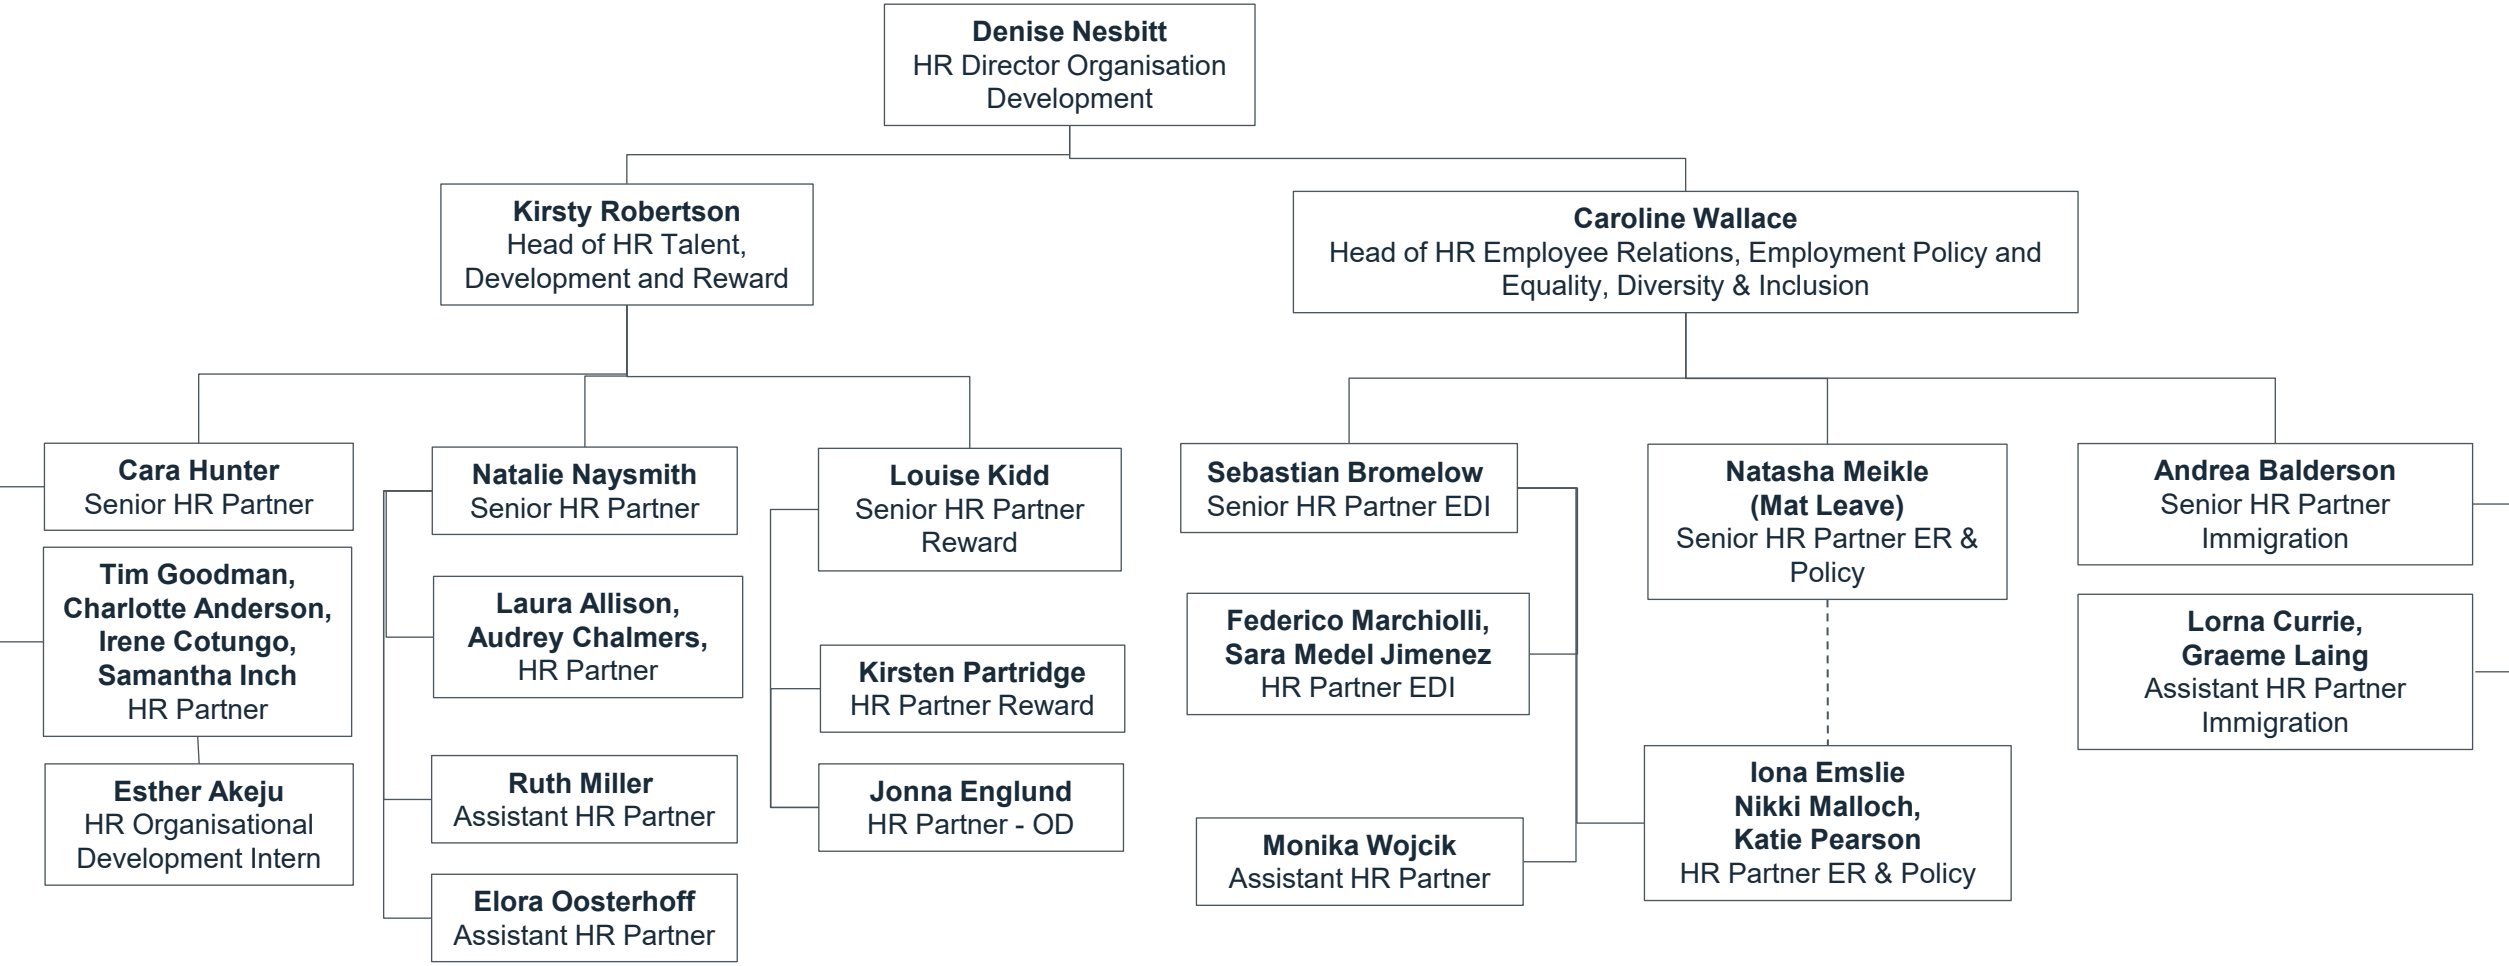 Denise Nesbitt
HR Director Organisation
Development
Kirsty Robertson
Head of HR Talent,
Development and Reward
Caroline Wallace
Head of HR Employee Relations, Employment Policy and
Equality, Diversity & Inclusion
Cara Hunter
Senior HR Partner
Tim Goodman,
Charlotte Anderson,
Irene Cotungo,
Samantha Inch
HR Partner
Esther Akeju
HR Organisational
Development Intern
Natalie Naysmith
Senior HR Partner
Laura Allison,
Audrey Chalmers,
HR Partner
Ruth Miller
Assistant HR Partner
Elora Oosterhoff
Assistant HR Partner
Louise Kidd
Senior HR Partner
Reward
Kirsten Partridge
HR Partner Reward
Jonna Englund
HR Partner - OD
Sebastian Bromelow
Senior HR Partner EDI
Federico Marchiolli,
Sara Medel Jimenez
HR Partner EDI
Monika Wojcik
Assistant HR Partner
Natasha Meikle
(Mat Leave)
Senior HR Partner ER &
Policy
Iona Emslie
Nikki Malloch,
Katie Pearson
HR Partner ER & Policy
Andrea Balderson
Senior HR Partner
Immigration
Lorna Currie,
Graeme Laing
Assistant HR Partner
Immigration